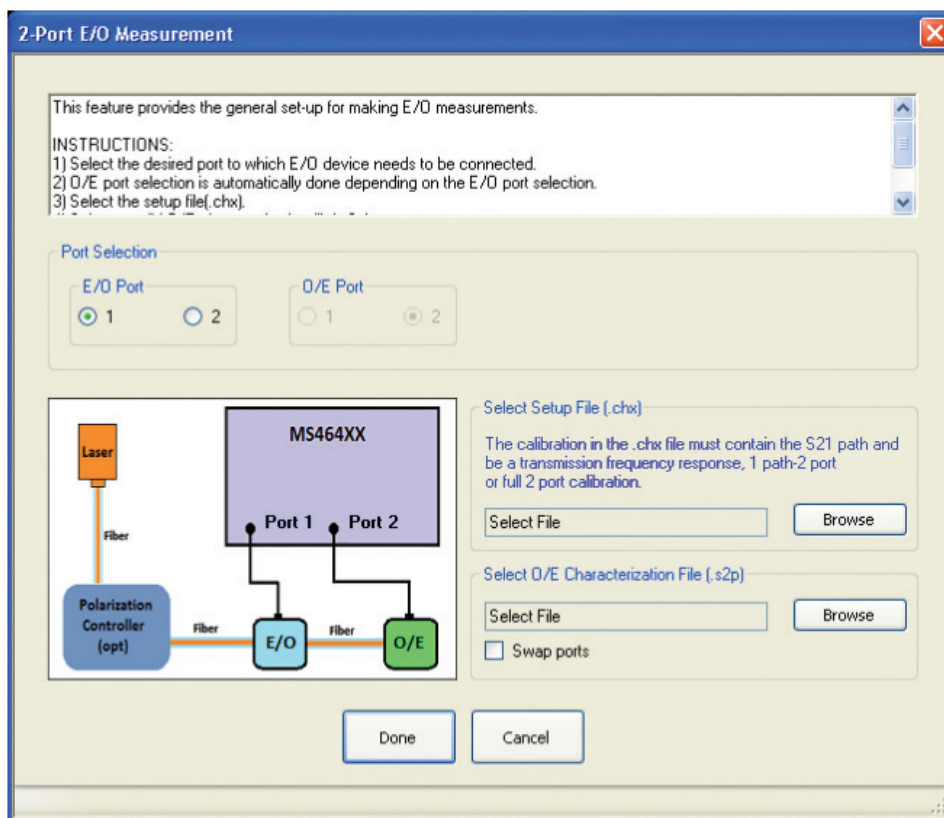 2-Port E/O Measurement
This feature provides the general set-up for making E/O measurements.
INSTRUCTIONS:
1) Select the desired port to which E/O device needs to be connected.
2) O/E port selection is automatically done depending on the E/O port selection.
3) Select the setup file(.chx).
Port Selection
E/O Port
1
2
O/E Port
1
2
Laser
Fiber
Polarization
Controller
(opt)
Fiber
E/O
Fiber
O/E
MS464XX
Port 1
Port 2
Select Setup File (.chx)
The calibration in the .chx file must contain the S21 path and
be a transmission frequency response, 1 path-2 port
or full 2 port calibration.
Select File
Browse
Select O/E Characterization File (.s2p)
Select File
Browse
Swap ports
Done
Cancel